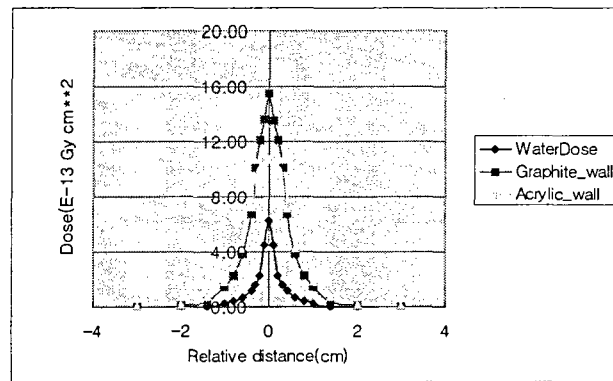 20.00
16.00
12.00
8.00
4.00
0.00
Dose(E-13 Gy cm**2
-4
-2
0
2
4
Relative distance(cm)
WaterDose
Graphite_wall
Acrylic_wall